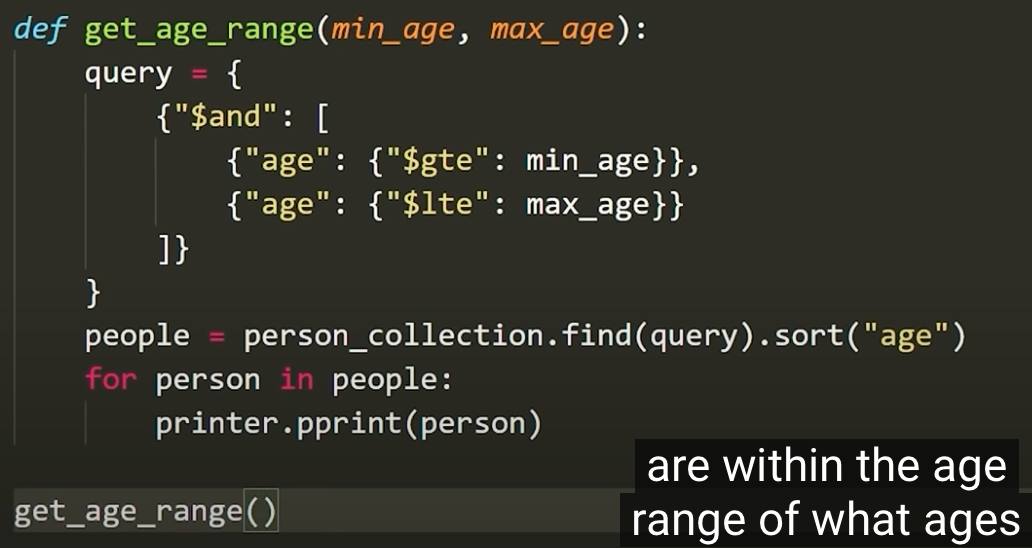 def get_age_range(min_age, max_age):
    query = {
        {"$and": [
            {"age": {"$gte": min_age}},
            {"age": {"$lte": max_age}}
        ]}
    }
    people = person_collection.find(query).sort("age")
    for person in people:
        printer.pprint(person)
get_age_range()
are within the age
range of what ages